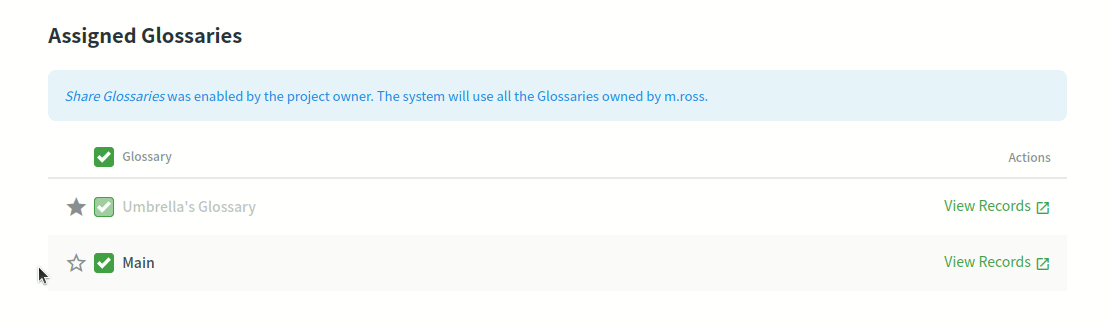 Assigned Glossaries
Share Glossaries was enabled by the project owner. The system will use all the Glossaries owned by m.ross.
Glossary Actions
Umbrella's Glossary View Records
Main View Records